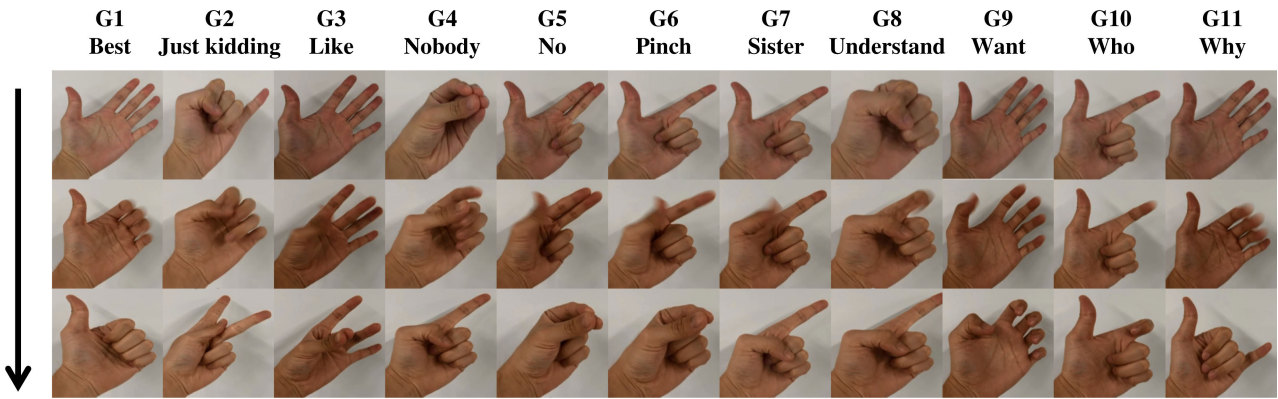 G1 G2 G3 G4 G5 G6 G7 G8 G9 G10 G11
Best Just kidding Like Nobody No Pinch Sister Understand Want Who Why